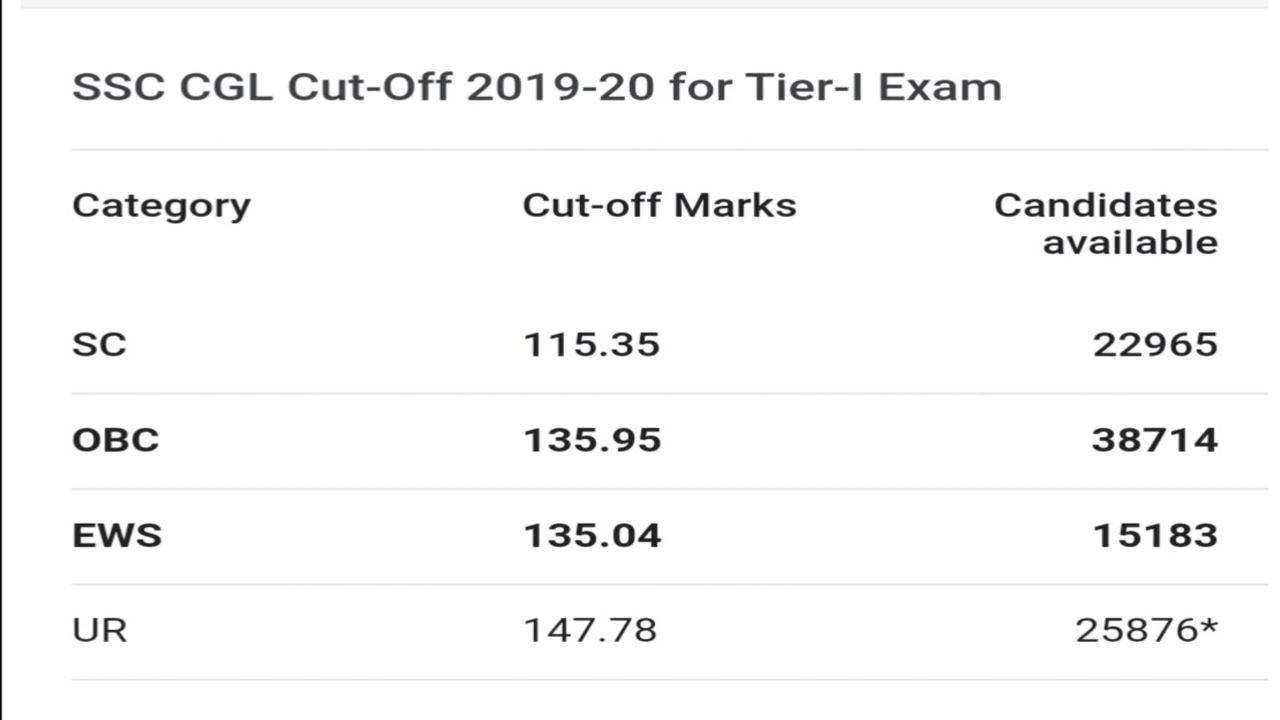 SSC CGL Cut-Off 2019-20 for Tier-I Exam
Category Cut-off Marks Candidates
available
SC 115.35 22965
OBC 135.95 38714
EWS 135.04 15183
UR 147.78 25876*